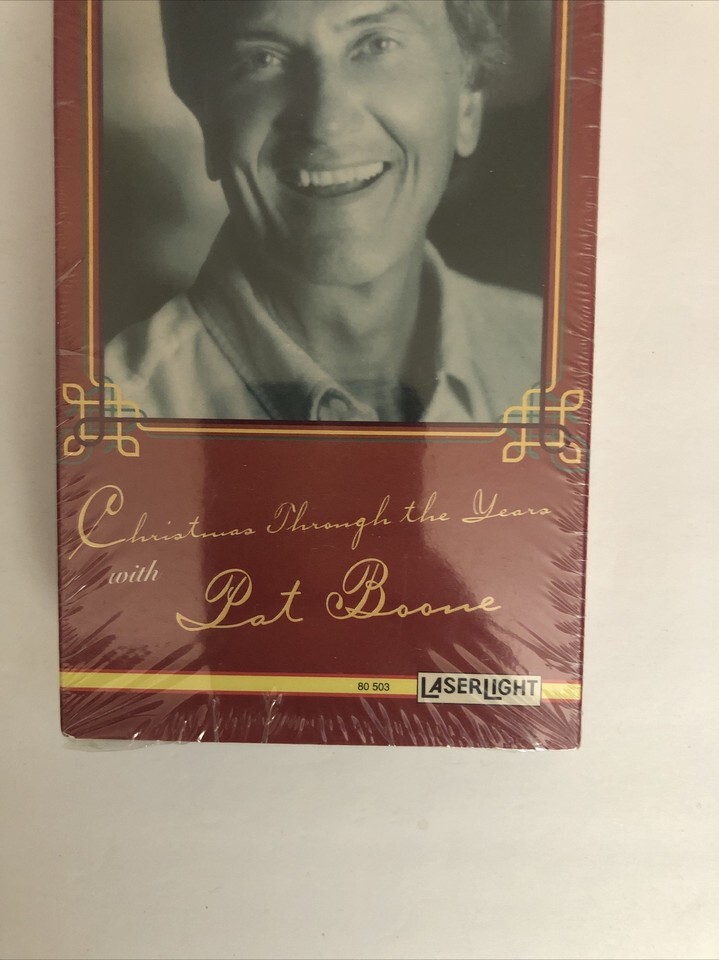 Christmas Through the Years
with
Pat Boone
80 503 LASERLIGHT